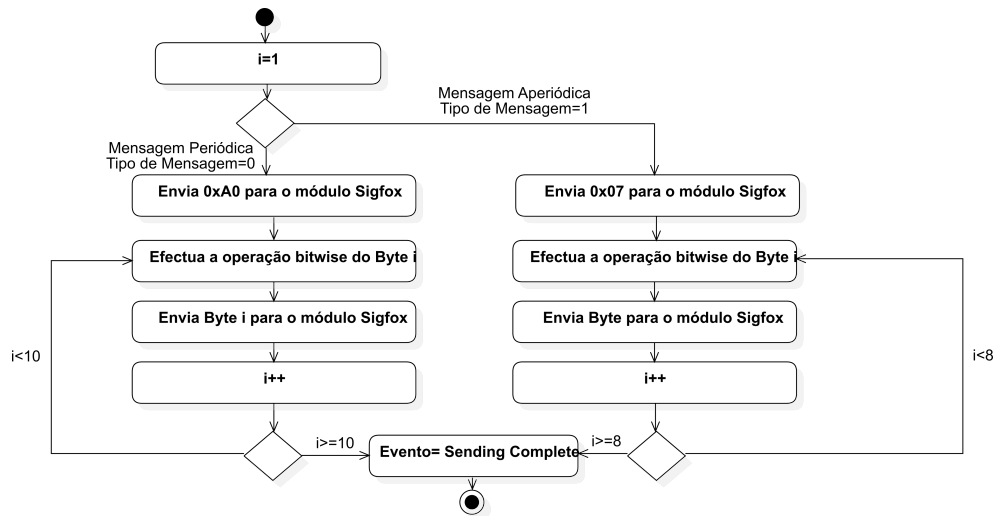 i=1
Mensagem Aperiódica
Tipo de Mensagem=1
Mensagem Periódica
Tipo de Mensagem=0
Envia 0xA0 para o módulo Sigfox
Envia 0x07 para o módulo Sigfox
Efectua a operação bitwise do Byte i
Efectua a operação bitwise do Byte i
Envia Byte i para o módulo Sigfox
Envia Byte para o módulo Sigfox
i<10
i<8
i++
i++
i>=10
i>=8
Evento= Sending Complete